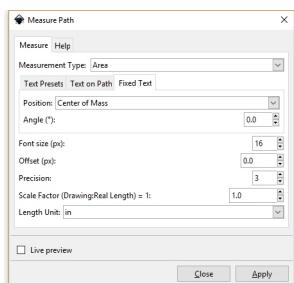 Measure Path
Measure Help
Measurement Type: Area
Text Presets Text on Path Fixed Text
Position: Center of Mass
Angle (°): 0.0
Font size (px): 16
Offset (px): 0.0
Precision: 3
Scale Factor (Drawing:Real Length) = 1: 1.0
Length Unit: in
Live preview
Close Apply